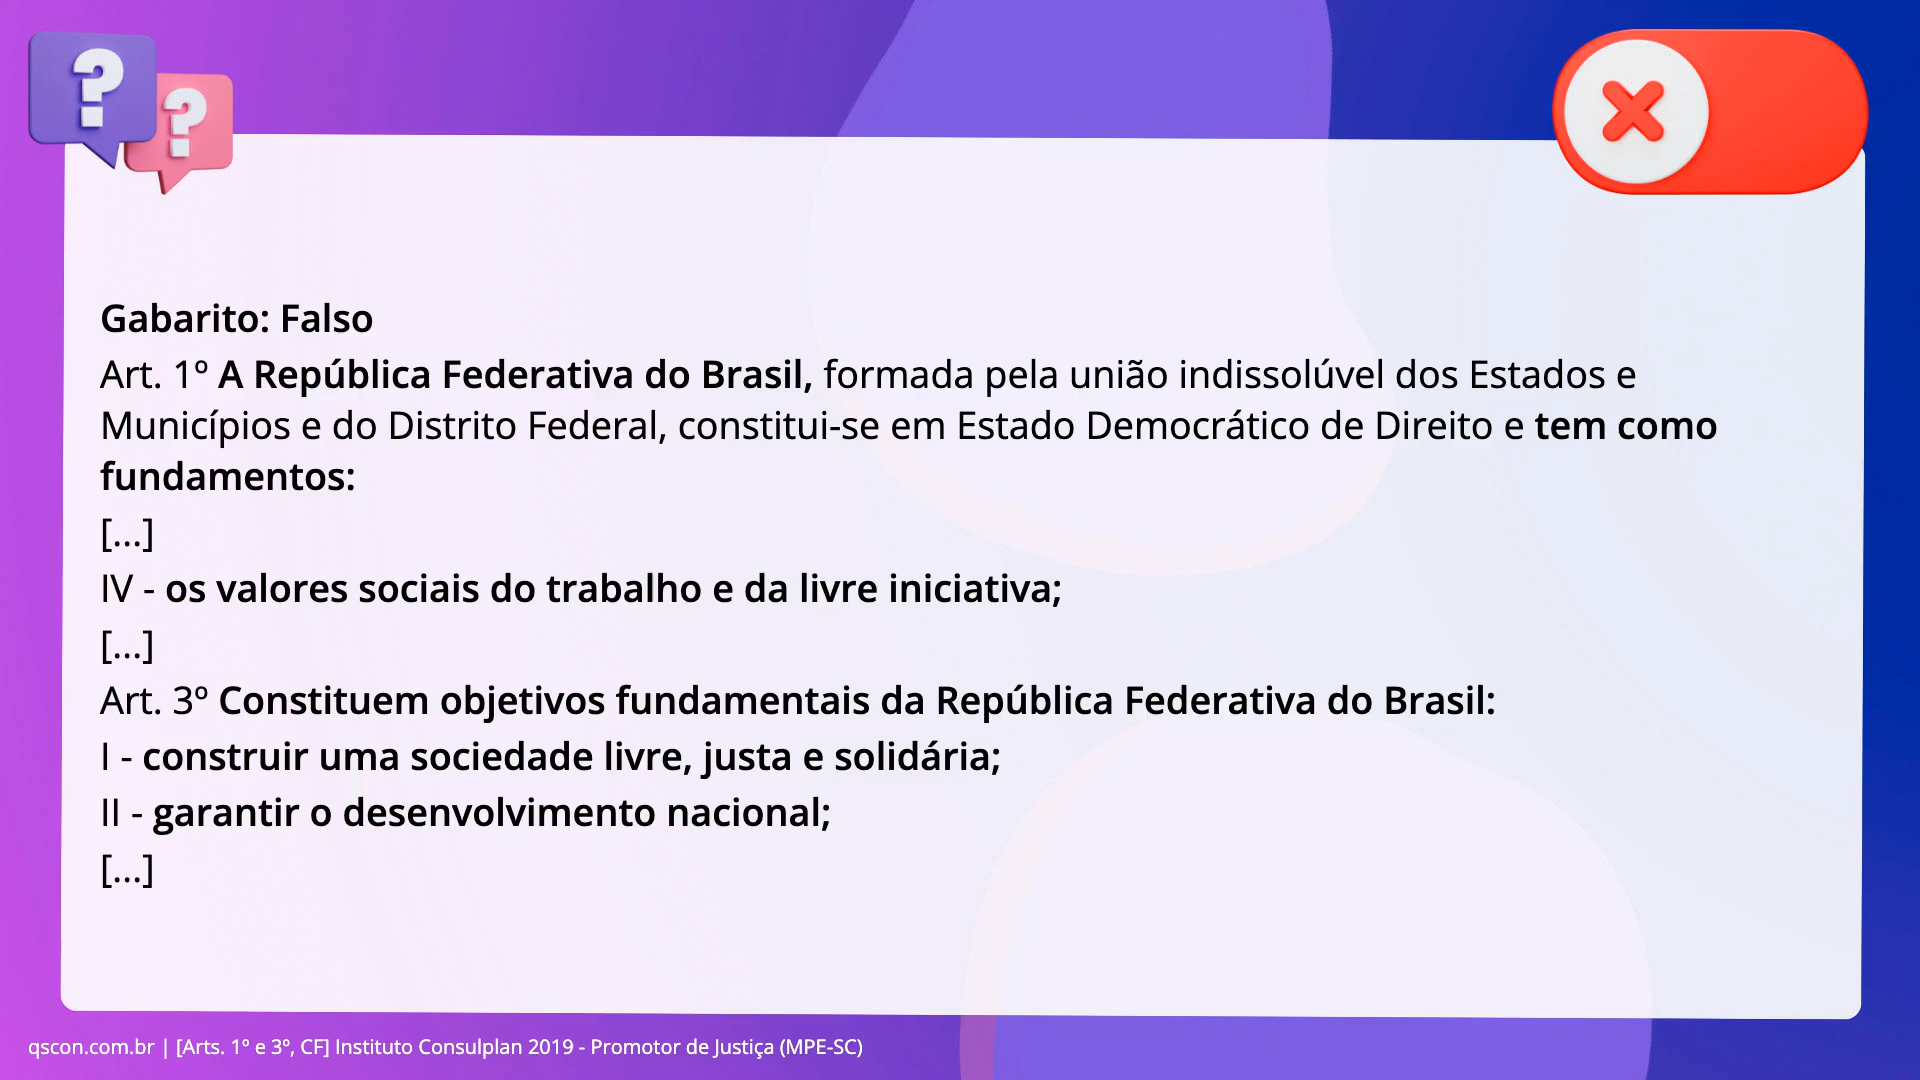 Gabarito: Falso
Art. 1º A República Federativa do Brasil, formada pela união indissolúvel dos Estados e
Municípios e do Distrito Federal, constitui-se em Estado Democrático de Direito e tem como
fundamentos:
[...]
IV - os valores sociais do trabalho e da livre iniciativa;
[...]
Art. 3º Constituem objetivos fundamentais da República Federativa do Brasil:
I - construir uma sociedade livre, justa e solidária;
II - garantir o desenvolvimento nacional;
[...]
qscon.com.br | [Arts. 1º e 3º, CF] Instituto Consulplan 2019 - Promotor de Justiça (MPE-SC)